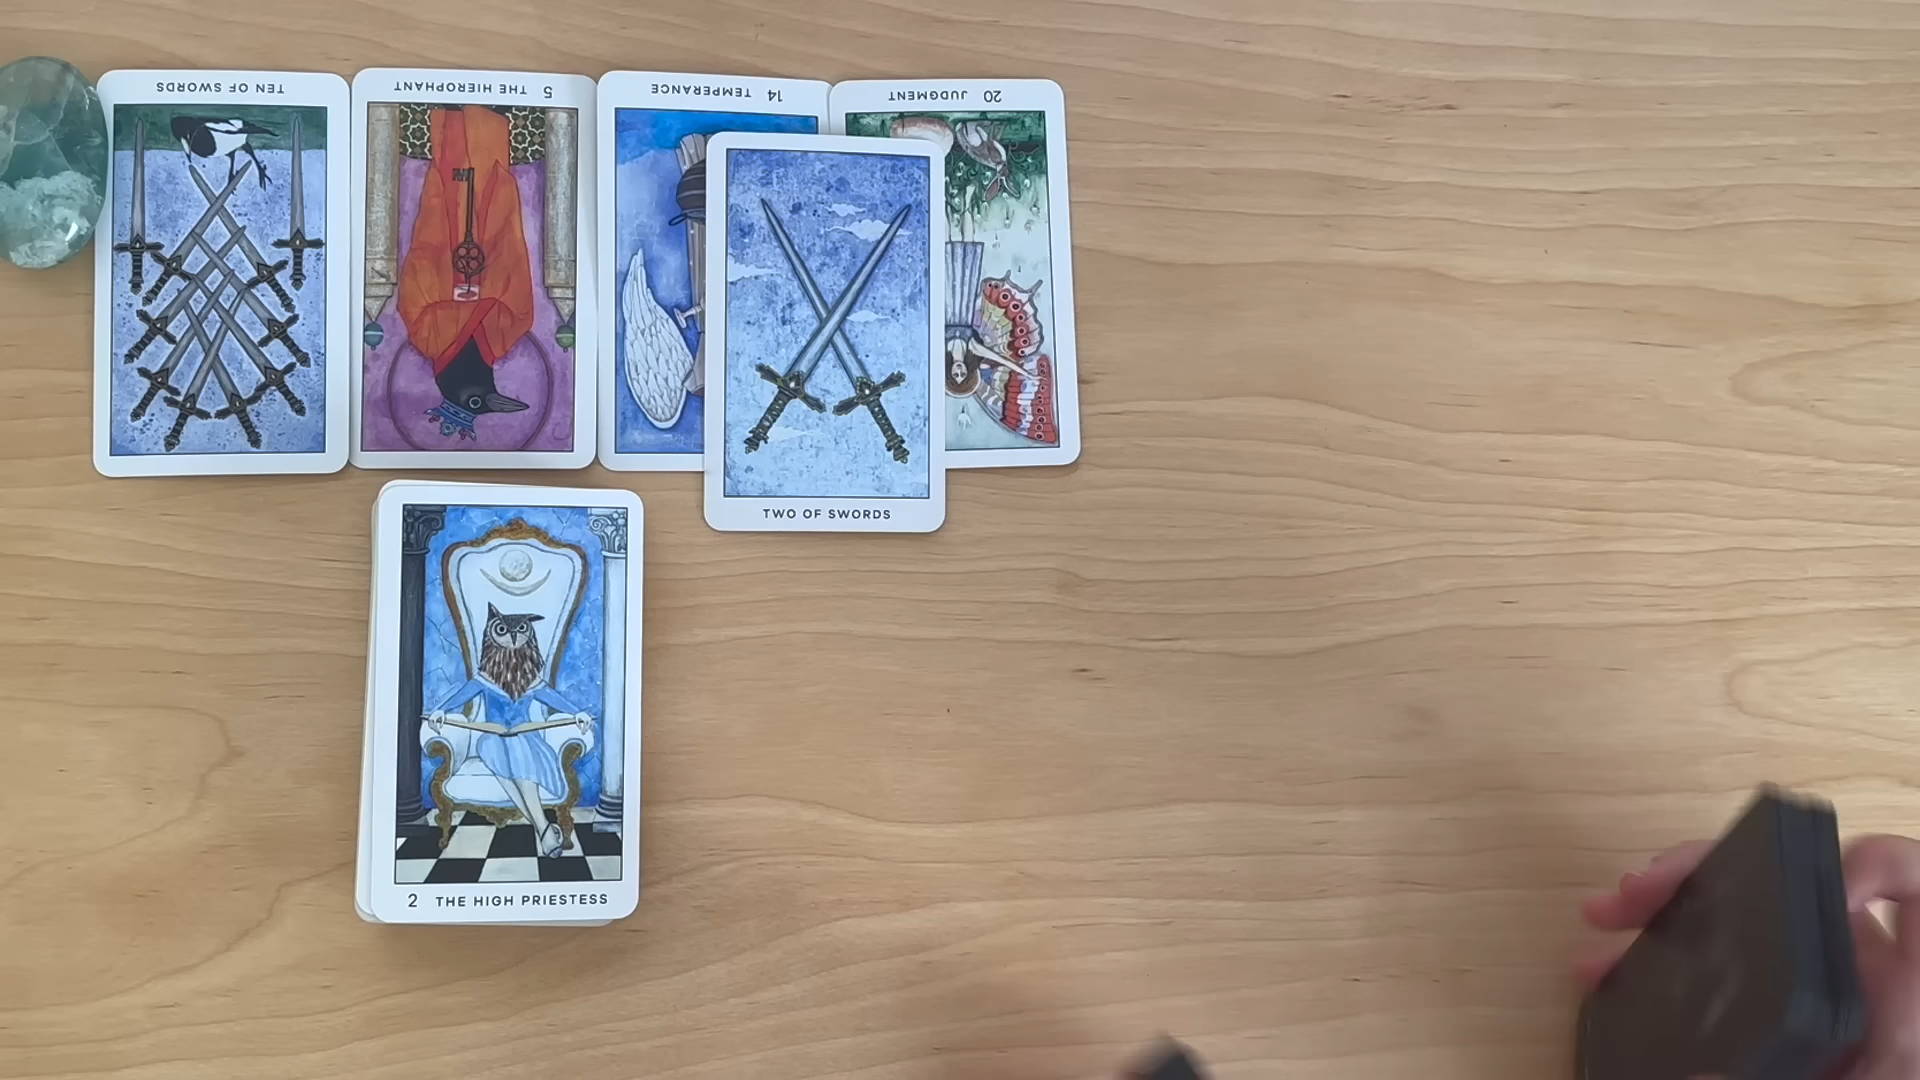 TEN OF SWORDS
5 THE HIEROPHANT
14 TEMPERANCE
20 JUDGMENT
TWO OF SWORDS
2 THE HIGH PRIESTESS